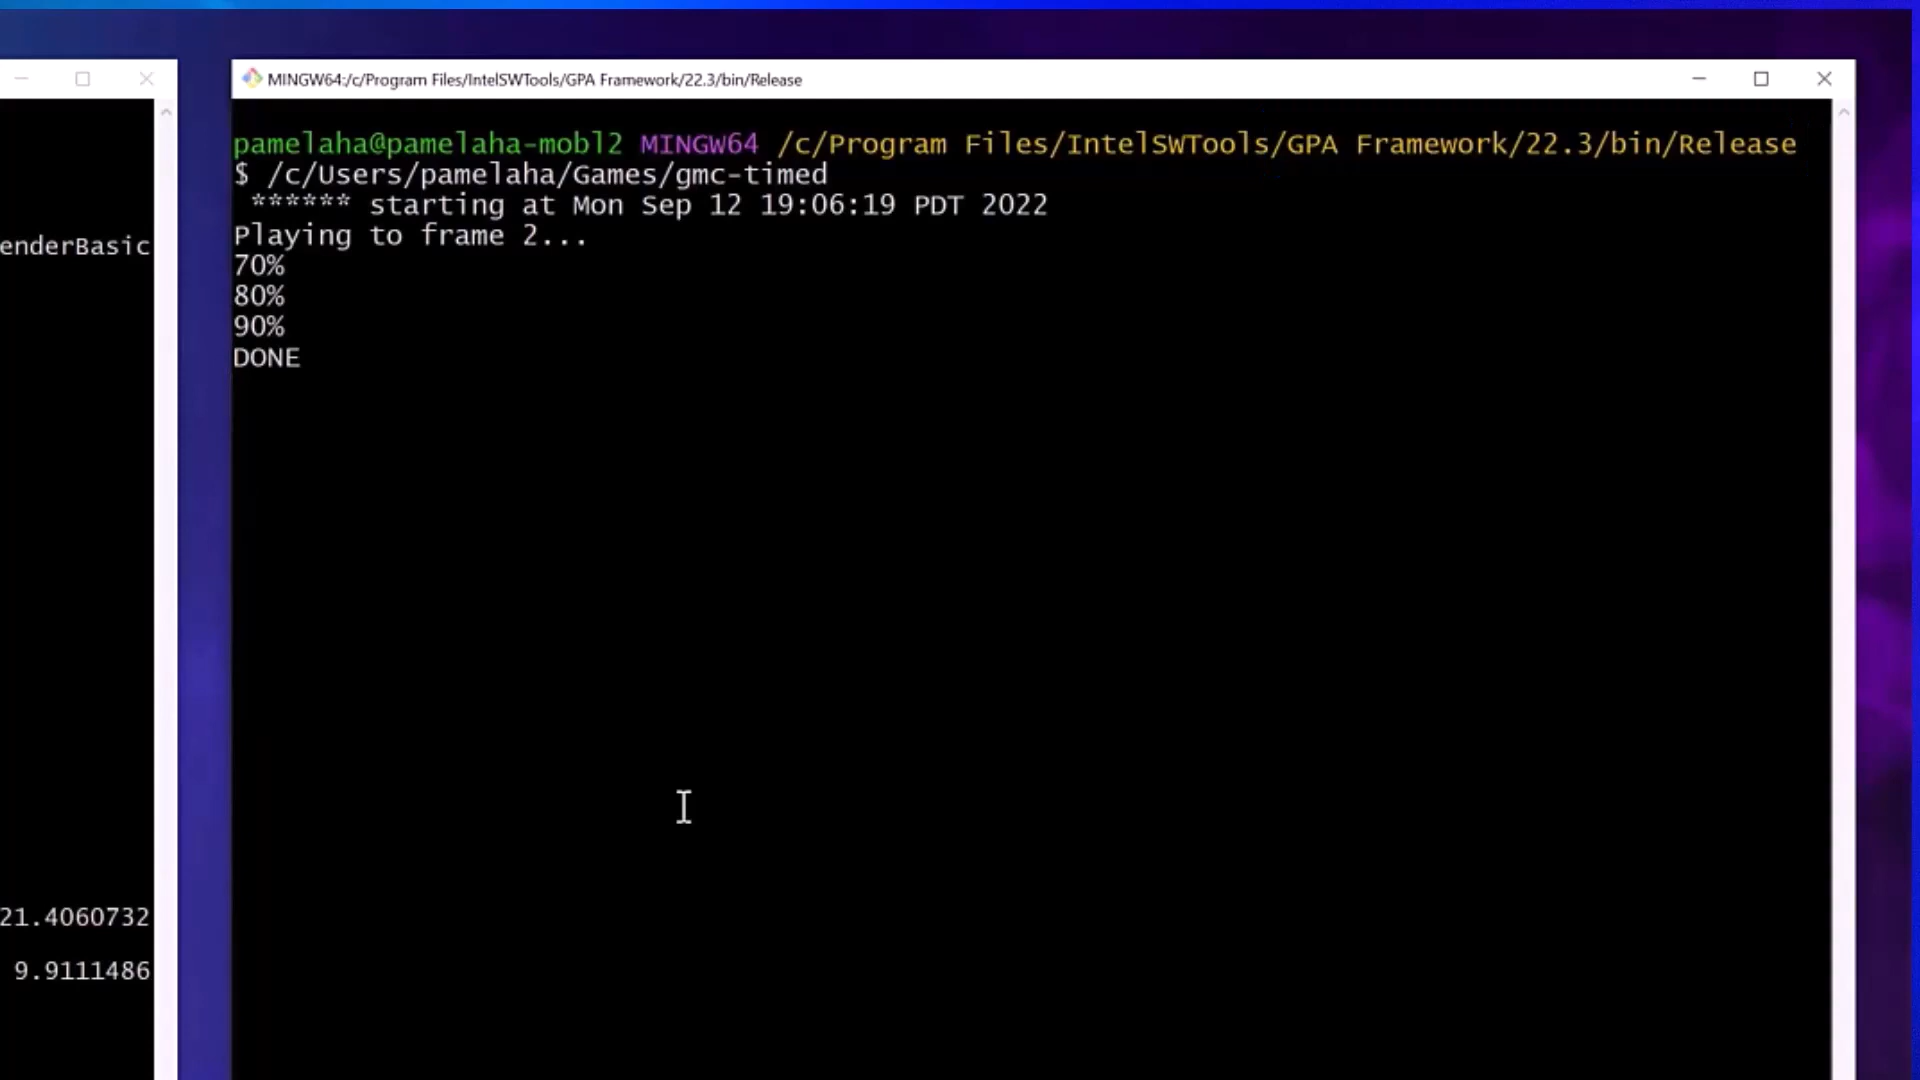 MINGW64:/c/Program Files/IntelSWTools/GPA Framework/22.3/bin/Release
pamelaha@pamelaha-mobl2 MINGW64 /c/Program Files/IntelSWTools/GPA Framework/22.3/bin/Release
$ /c/Users/pamelaha/Games/gmc-timed
****** starting at Mon Sep 12 19:06:19 PDT 2022
Playing to frame 2...
70%
80%
90%
DONE
enderBasic
21.4060732
9.9111486